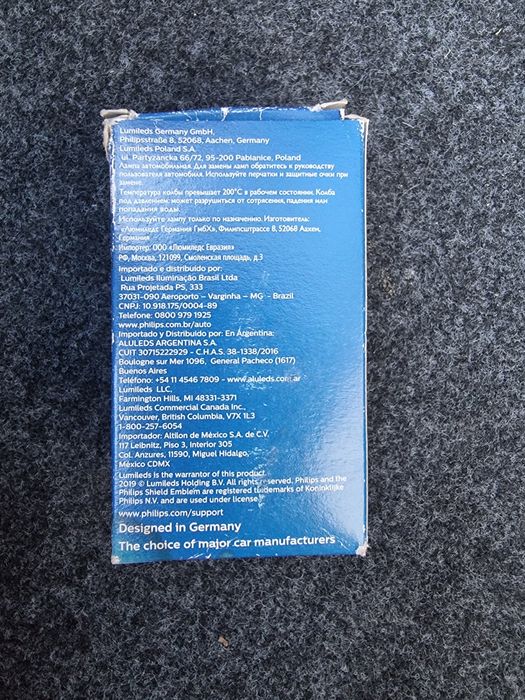 Lumileds Germany GmbH,
Philipsstraße 8, 52068, Aachen, Germany
Lumileds Poland S.A.
ul. Partyzancka 66/72, 95-200 Pabianice, Poland
Лампа автомобильная. Для замены ламп обратитесь к руководству
пользователя автомобиля. Используйте перчатки и защитные очки при
замене.
Температура колбы превышает 200°C в рабочем состоянии. Колба
под давлением: может разрушиться от сотрясения, падения или
попадания воды.
Используйте лампу только по назначению. Изготовитель:
«Люмиледс Германия ГмбХ», Филипсштрассе 8, 52068 Аахен,
Германия
Импортер: ООО «Люмиледс Евразия»
РФ, Москва, 121099, Смоленская площадь, д.3
Importado e distribuido por:
Lumileds Iluminação Brasil Ltda
Rua Projetada PS, 333
37031-090 Aeroporto – Varginha – MG - Brazil
CNPJ: 10.918.175/0004-89
Telefone: 0800 979 1925
www.philips.com.br/auto
Importado y Distribuido por: En Argentina:
ALULEDS ARGENTINA S.A.
CUIT 30715222929 - C.H.A.S. 38-1338/2016
Boulogne sur Mer 1096, General Pacheco (1617)
Buenos Aires
Teléfono: +54 11 4546 7809 - www.aluleds.com.ar
Lumileds LLC,
Farmington Hills, MI 48331-3371
Lumileds Commercial Canada Inc.,
Vancouver, British Columbia, V7X 1L3
1-800-257-6054
Importador: Altilon de México S.A. de C.V.
117 Leibnitz, Piso 3, Interior 305
Col. Anzures, 11590, Miguel Hidalgo,
México CDMX
Lumileds is the warrantor of this product.
2019 © Lumileds Holding B.V. All rights reserved. Philips and the
Philips Shield Emblem are registered trademarks of Koninklijke
Philips N.V. and are used under license.
www.philips.com/support
Designed in Germany
The choice of major car manufacturers